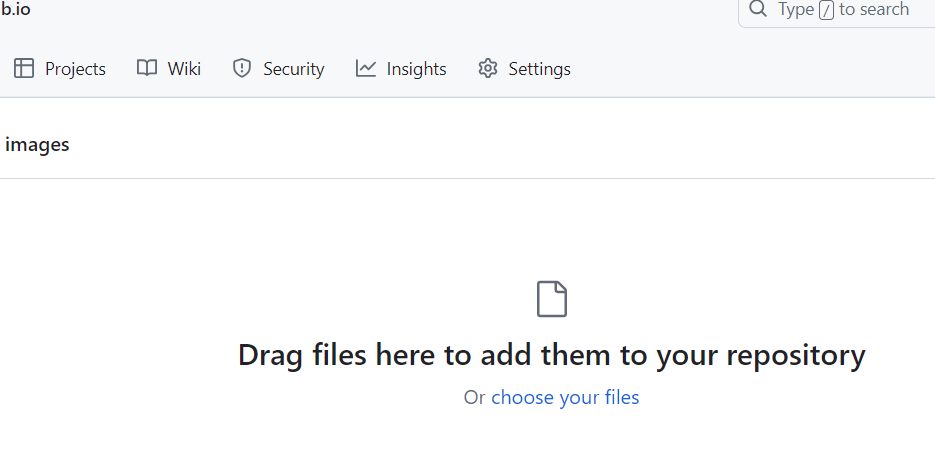 b.io
Type / to search
Projects Wiki Security Insights Settings
images
Drag files here to add them to your repository
Or choose your files